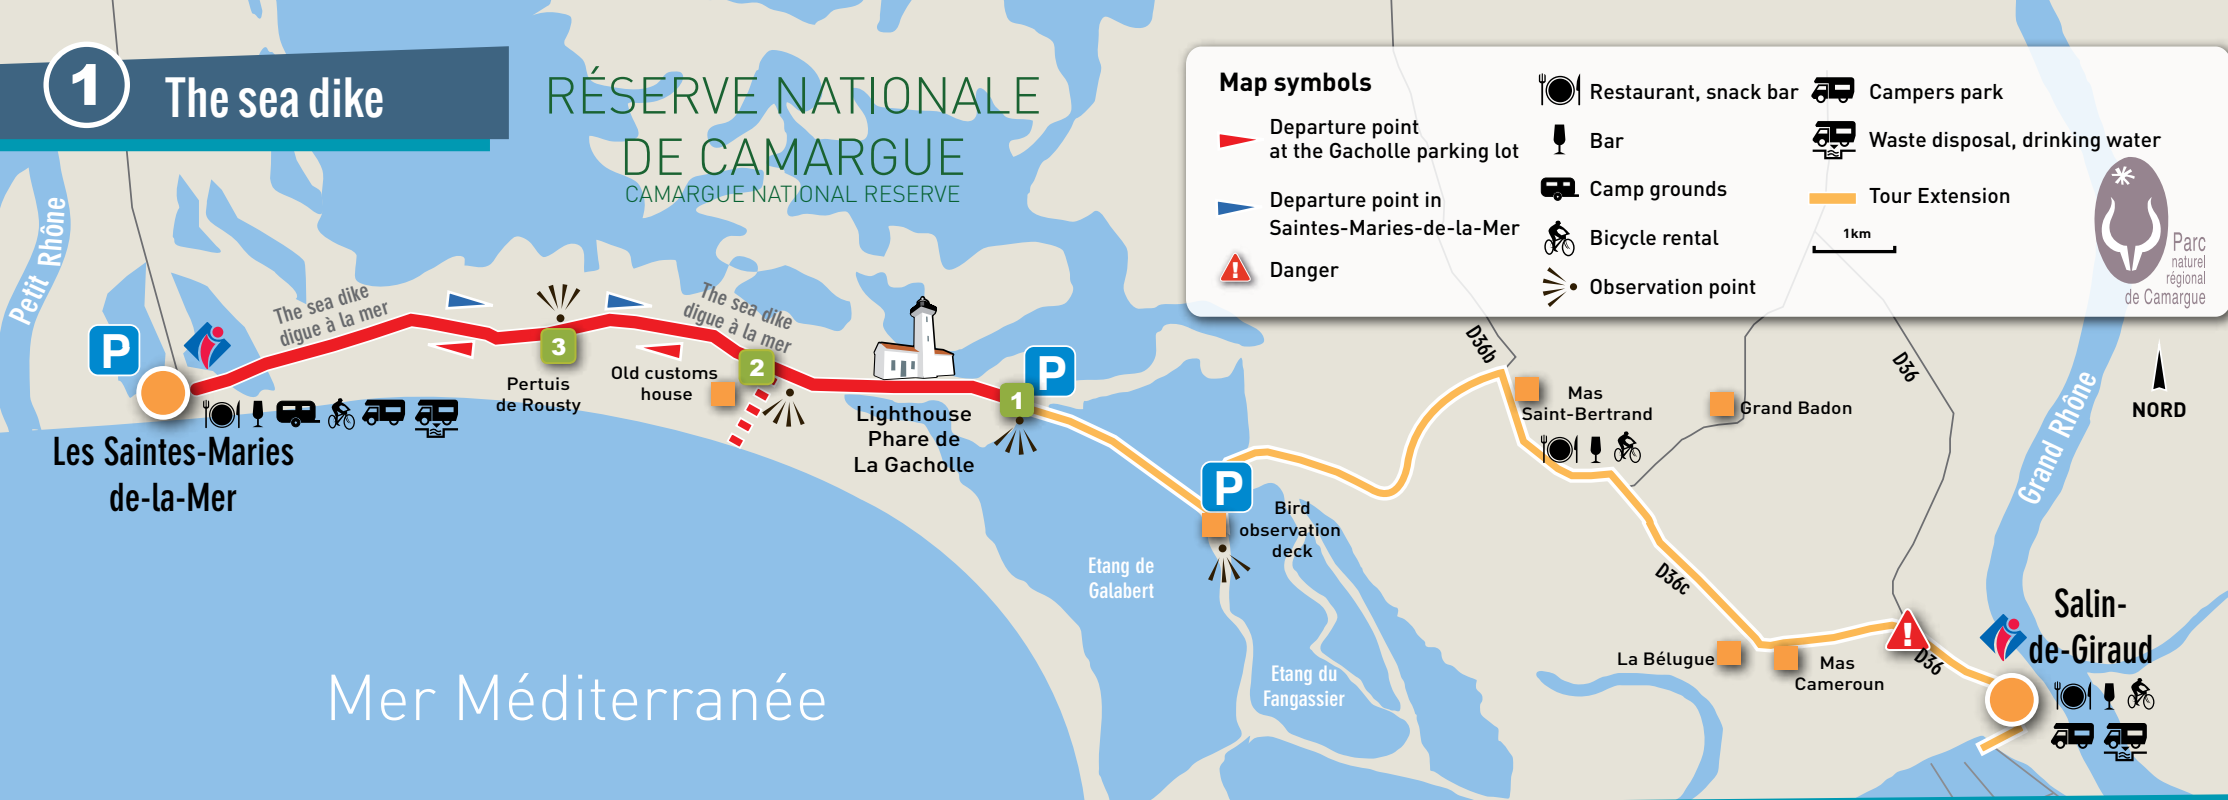 1
The sea dike
RÉSERVE NATIONALE
DE CAMARGUE
CAMARGUE NATIONAL RESERVE
Map symbols
Departure point
at the Gacholle parking lot
Departure point in
Saintes-Maries-de-la-Mer
! Danger
Restaurant, snack bar
Bar
Camp grounds
Bicycle rental
Observation point
Campers park
Waste disposal, drinking water
Tour Extension
1km
Parc
naturel
régional
de Camargue
Petit Rhône
P
The sea dike
digue à la mer
3
Pertuis
de Rousty
The sea dike
digue à la mer
Old customs
house
2
Lighthouse
Phare de
La Gacholle
P
1
Les Saintes-Maries
de-la-Mer
Mer Méditerranée
P
Bird
observation
deck
Etang de
Galabert
Etang du
Fangassier
D36b
Mas
Saint-Bertrand
Grand Badon
D36
Grand Rhône
NORD
D36c
La Bélugue
Mas
Cameroun
!
D36
Salin-
de-Giraud